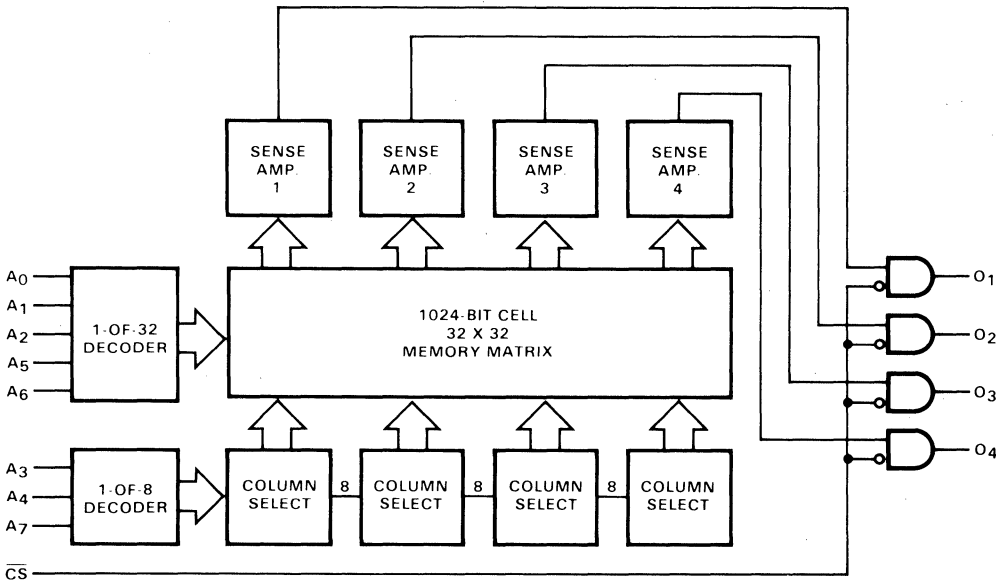 SENSE
AMP.
1
SENSE
AMP.
2
SENSE
AMP.
3
SENSE
AMP.
4
A0
A1
A2
A5
A6
1-OF-32
DECODER
1024-BIT CELL
32 X 32
MEMORY MATRIX
O1
O2
O3
O4
A3
A4
A7
1-OF-8
DECODER
COLUMN
SELECT
8
COLUMN
SELECT
8
COLUMN
SELECT
8
COLUMN
SELECT
C̅S̅